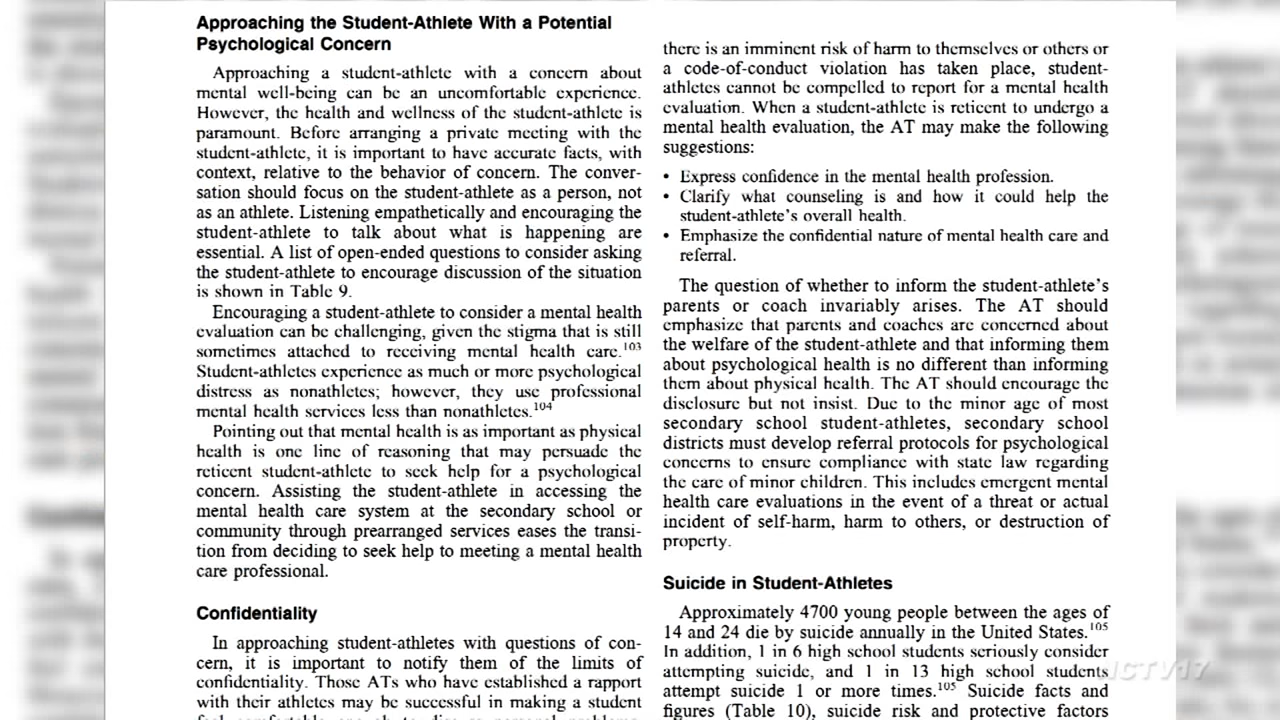 Approaching the Student-Athlete With a Potential
Psychological Concern
Approaching a student-athlete with a concern about
mental well-being can be an uncomfortable experience.
However, the health and wellness of the student-athlete is
paramount. Before arranging a private meeting with the
student-athlete, it is important to have accurate facts, with
context, relative to the behavior of concern. The conver-
sation should focus on the student-athlete as a person, not
as an athlete. Listening empathetically and encouraging the
student-athlete to talk about what is happening are
essential. A list of open-ended questions to consider asking
the student-athlete to encourage discussion of the situation
is shown in Table 9.
Encouraging a student-athlete to consider a mental health
evaluation can be challenging, given the stigma that is still
sometimes attached to receiving mental health care.103
Student-athletes experience as much or more psychological
distress as nonathletes; however, they use professional
mental health services less than nonathletes.104
Pointing out that mental health is as important as physical
health is one line of reasoning that may persuade the
reticent student-athlete to seek help for a psychological
concern. Assisting the student-athlete in accessing the
mental health care system at the secondary school or
community through prearranged services eases the transi-
tion from deciding to seek help to meeting a mental health
care professional.
Confidentiality
In approaching student-athletes with questions of con-
cern, it is important to notify them of the limits of
confidentiality. Those ATs who have established a rapport
with their athletes may be successful in making a student
there is an imminent risk of harm to themselves or others or
a code-of-conduct violation has taken place, student-
athletes cannot be compelled to report for a mental health
evaluation. When a student-athlete is reticent to undergo a
mental health evaluation, the AT may make the following
suggestions:
• Express confidence in the mental health profession.
• Clarify what counseling is and how it could help the
student-athlete's overall health.
• Emphasize the confidential nature of mental health care and
referral.
The question of whether to inform the student-athlete's
parents or coach invariably arises. The AT should
emphasize that parents and coaches are concerned about
the welfare of the student-athlete and that informing them
about psychological health is no different than informing
them about physical health. The AT should encourage the
disclosure but not insist. Due to the minor age of most
secondary school student-athletes, secondary school
districts must develop referral protocols for psychological
concerns to ensure compliance with state law regarding
the care of minor children. This includes emergent mental
health care evaluations in the event of a threat or actual
incident of self-harm, harm to others, or destruction of
property.
Suicide in Student-Athletes
Approximately 4700 young people between the ages of
14 and 24 die by suicide annually in the United States.105
In addition, 1 in 6 high school students seriously consider
attempting suicide, and 1 in 13 high school students
attempt suicide 1 or more times.105 Suicide facts and
figures (Table 10), suicide risk and protective factors
NCTV17